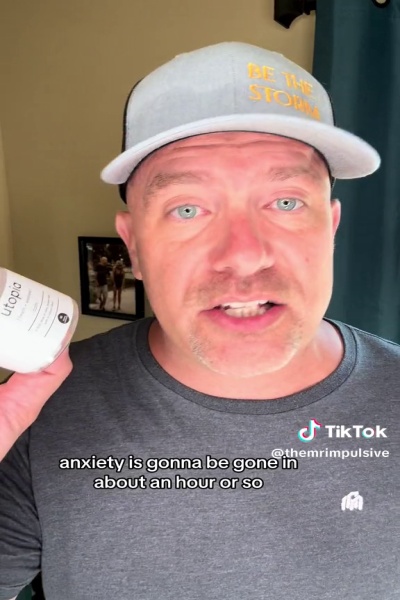 BE THE
STORM
utopia
TikTok
@themrimpulsive
anxiety is gonna be gone in
about an hour or so